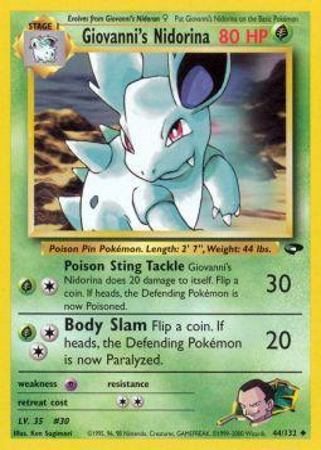 Evolves from Giovanni's Nidoran ♀ Put Giovanni's Nidorina on the Basic Pokémon
STAGE 1
Giovanni's Nidorina 80 HP
Poison Pin Pokémon. Length: 2' 7", Weight: 44 lbs.
Poison Sting Tackle Giovanni's
Nidorina does 20 damage to itself. Flip a
coin. If heads, the Defending Pokémon is
now Poisoned.
30
Body Slam Flip a coin. If
heads, the Defending Pokémon
is now Paralyzed.
20
weakness resistance
retreat cost
LV. 35 #30
Illus. Ken Sugimori ©1995, 96, 98 Nintendo, Creatures, GAMEFREAK. ©1999-2000 Wizards. 44/132